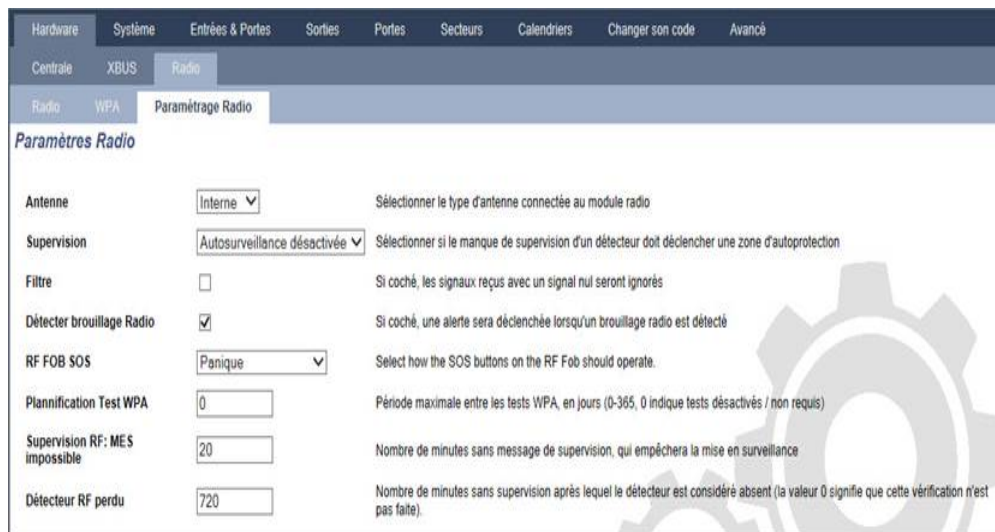 Hardware Système Entrées & Portes Sorties Portes Secteurs Calendriers Changer son code Avancé
Centrale XBUS Radio
Radio WPA Paramétrage Radio
Paramètres Radio
Antenne Interne Sélectionner le type d'antenne connectée au module radio
Supervision Autosurveillance désactivée Sélectionner si le manque de supervision d'un détecteur doit déclencher une zone d'autoprotection
Filtre Si coché, les signaux reçus avec un signal nul seront ignorés
Détecter brouillage Radio Si coché, une alerte sera déclenchée lorsqu'un brouillage radio est détecté
RF FOB SOS Panique Select how the SOS buttons on the RF Fob should operate.
Plannification Test WPA 0 Période maximale entre les tests WPA, en jours (0-365, 0 indique tests désactivés / non requis)
Supervision RF: MES
impossible 20 Nombre de minutes sans message de supervision, qui empêchera la mise en surveillance
Détecteur RF perdu 720 Nombre de minutes sans supervision après lequel le détecteur est considéré absent (la valeur 0 signifie que cette vérification n'est
pas faite).